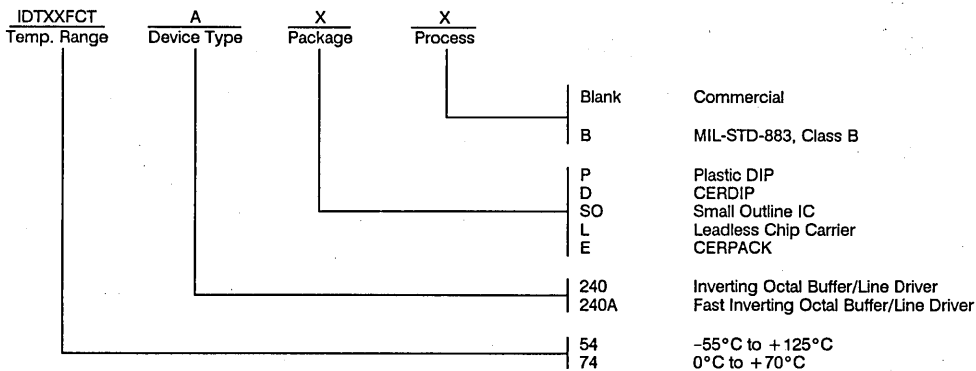 IDTXXFCT A X X
Temp. Range Device Type Package Process
Blank Commercial
B MIL-STD-883, Class B
P Plastic DIP
D CERDIP
SO Small Outline IC
L Leadless Chip Carrier
E CERPACK
240 Inverting Octal Buffer/Line Driver
240A Fast Inverting Octal Buffer/Line Driver
54 –55°C to +125°C
74 0°C to +70°C